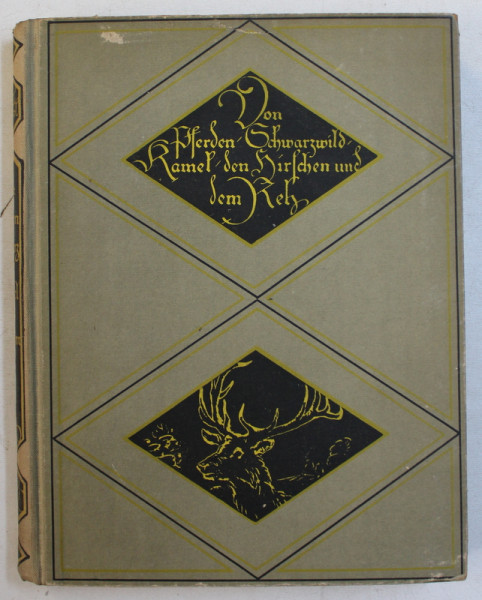 Von
Pferden · Schwarzwild ·
Kamel · den Hirschen und
dem Reh